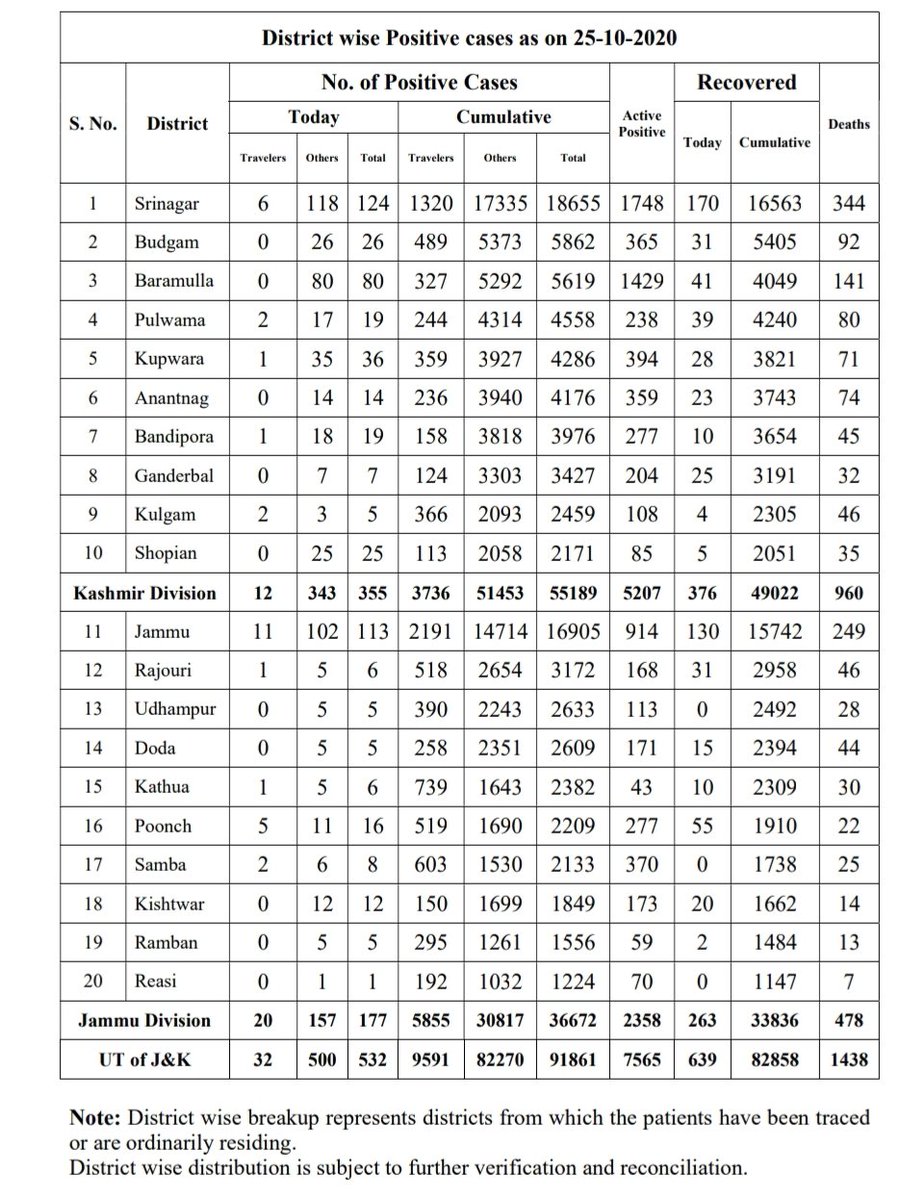 District wise Positive cases as on 25-10-2020
S. No. District No. of Positive Cases Active Positive Recovered Deaths
Today Cumulative Today Cumulative
Travelers Others Total Travelers Others Total
1 Srinagar 6 118 124 1320 17335 18655 1748 170 16563 344
2 Budgam 0 26 26 489 5373 5862 365 31 5405 92
3 Baramulla 0 80 80 327 5292 5619 1429 41 4049 141
4 Pulwama 2 17 19 244 4314 4558 238 39 4240 80
5 Kupwara 1 35 36 359 3927 4286 394 28 3821 71
6 Anantnag 0 14 14 236 3940 4176 359 23 3743 74
7 Bandipora 1 18 19 158 3818 3976 277 10 3654 45
8 Ganderbal 0 7 7 124 3303 3427 204 25 3191 32
9 Kulgam 2 3 5 366 2093 2459 108 4 2305 46
10 Shopian 0 25 25 113 2058 2171 85 5 2051 35
Kashmir Division 12 343 355 3736 51453 55189 5207 376 49022 960
11 Jammu 11 102 113 2191 14714 16905 914 130 15742 249
12 Rajouri 1 5 6 518 2654 3172 168 31 2958 46
13 Udhampur 0 5 5 390 2243 2633 113 0 2492 28
14 Doda 0 5 5 258 2351 2609 171 15 2394 44
15 Kathua 1 5 6 739 1643 2382 43 10 2309 30
16 Poonch 5 11 16 519 1690 2209 277 55 1910 22
17 Samba 2 6 8 603 1530 2133 370 0 1738 25
18 Kishtwar 0 12 12 150 1699 1849 173 20 1662 14
19 Ramban 0 5 5 295 1261 1556 59 2 1484 13
20 Reasi 0 1 1 192 1032 1224 70 0 1147 7
Jammu Division 20 157 177 5855 30817 36672 2358 263 33836 478
UT of J&K 32 500 532 9591 82270 91861 7565 639 82858 1438
Note: District wise breakup represents districts from which the patients have been traced
or are ordinarily residing.
District wise distribution is subject to further verification and reconciliation.